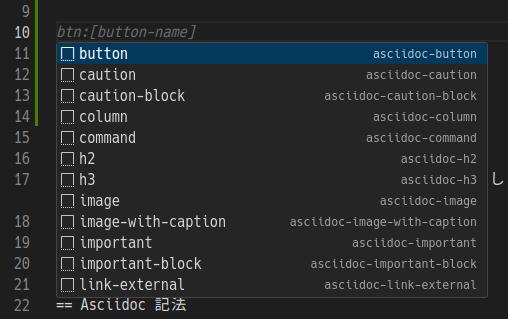 9
10 btn:[button-name]
11 button asciidoc-button
12 caution asciidoc-caution
13 caution-block asciidoc-caution-block
14 column asciidoc-column
15 command asciidoc-command
16 h2 asciidoc-h2
17 h3 asciidoc-h3 し
image asciidoc-image
18 image-with-caption asciidoc-image-with-caption
19 important asciidoc-important
20 important-block asciidoc-important-block
21 link-external asciidoc-link-external
22 == Asciidoc 記法